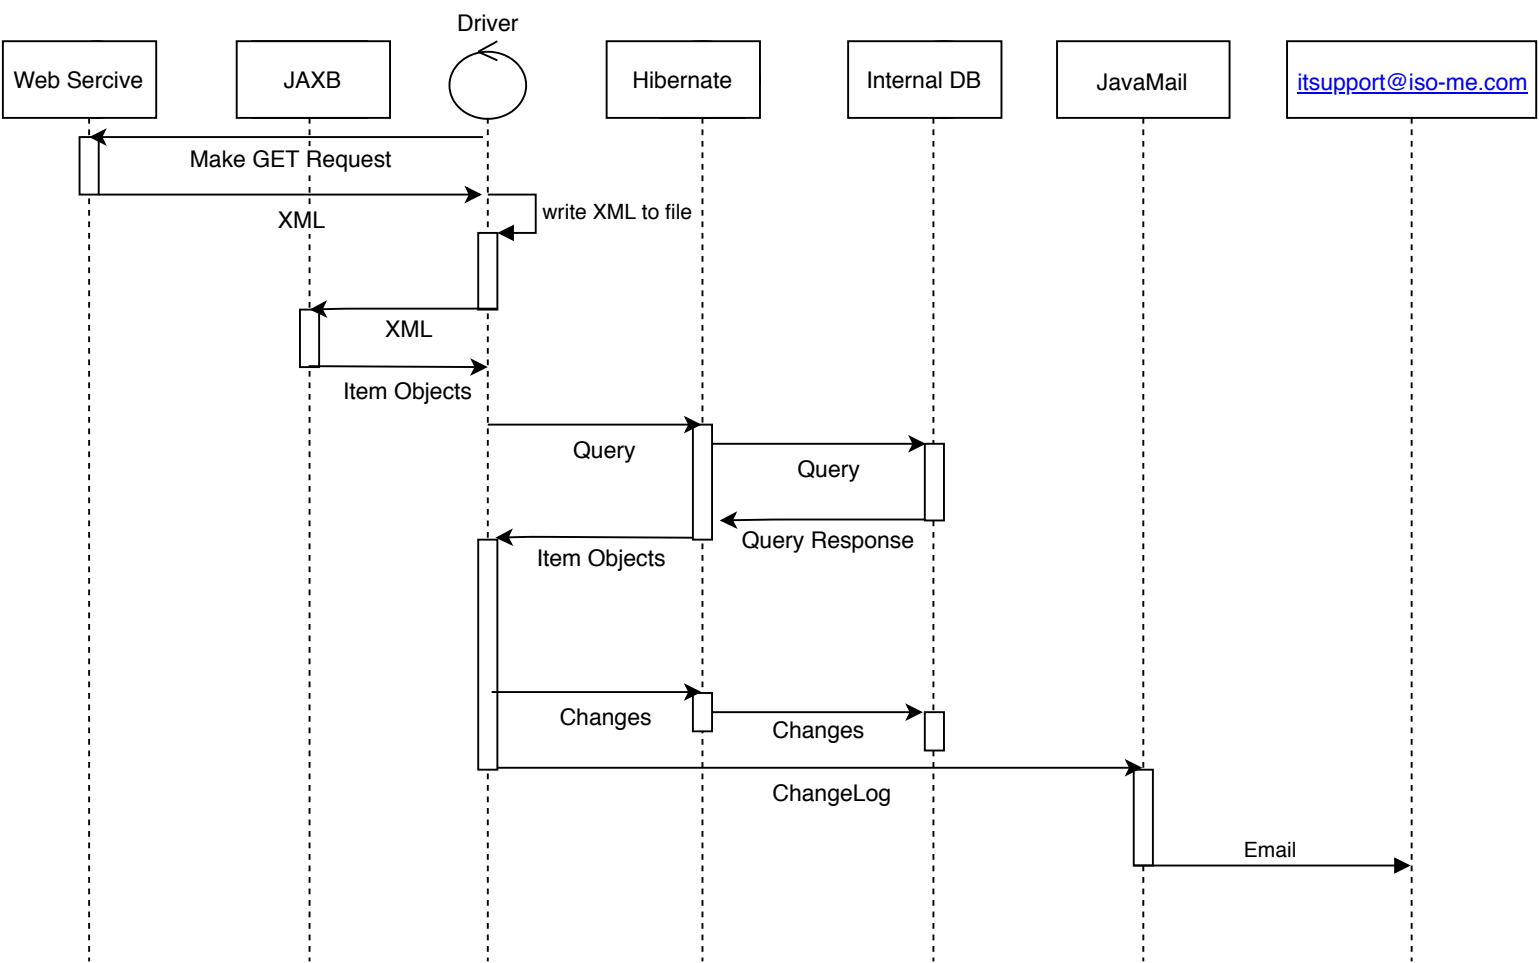 Driver
Web Sercive
JAXB
Hibernate
Internal DB
JavaMail
itsupport@iso-me.com
Make GET Request
XML
write XML to file
XML
Item Objects
Query
Query
Query Response
Item Objects
Changes
Changes
ChangeLog
Email